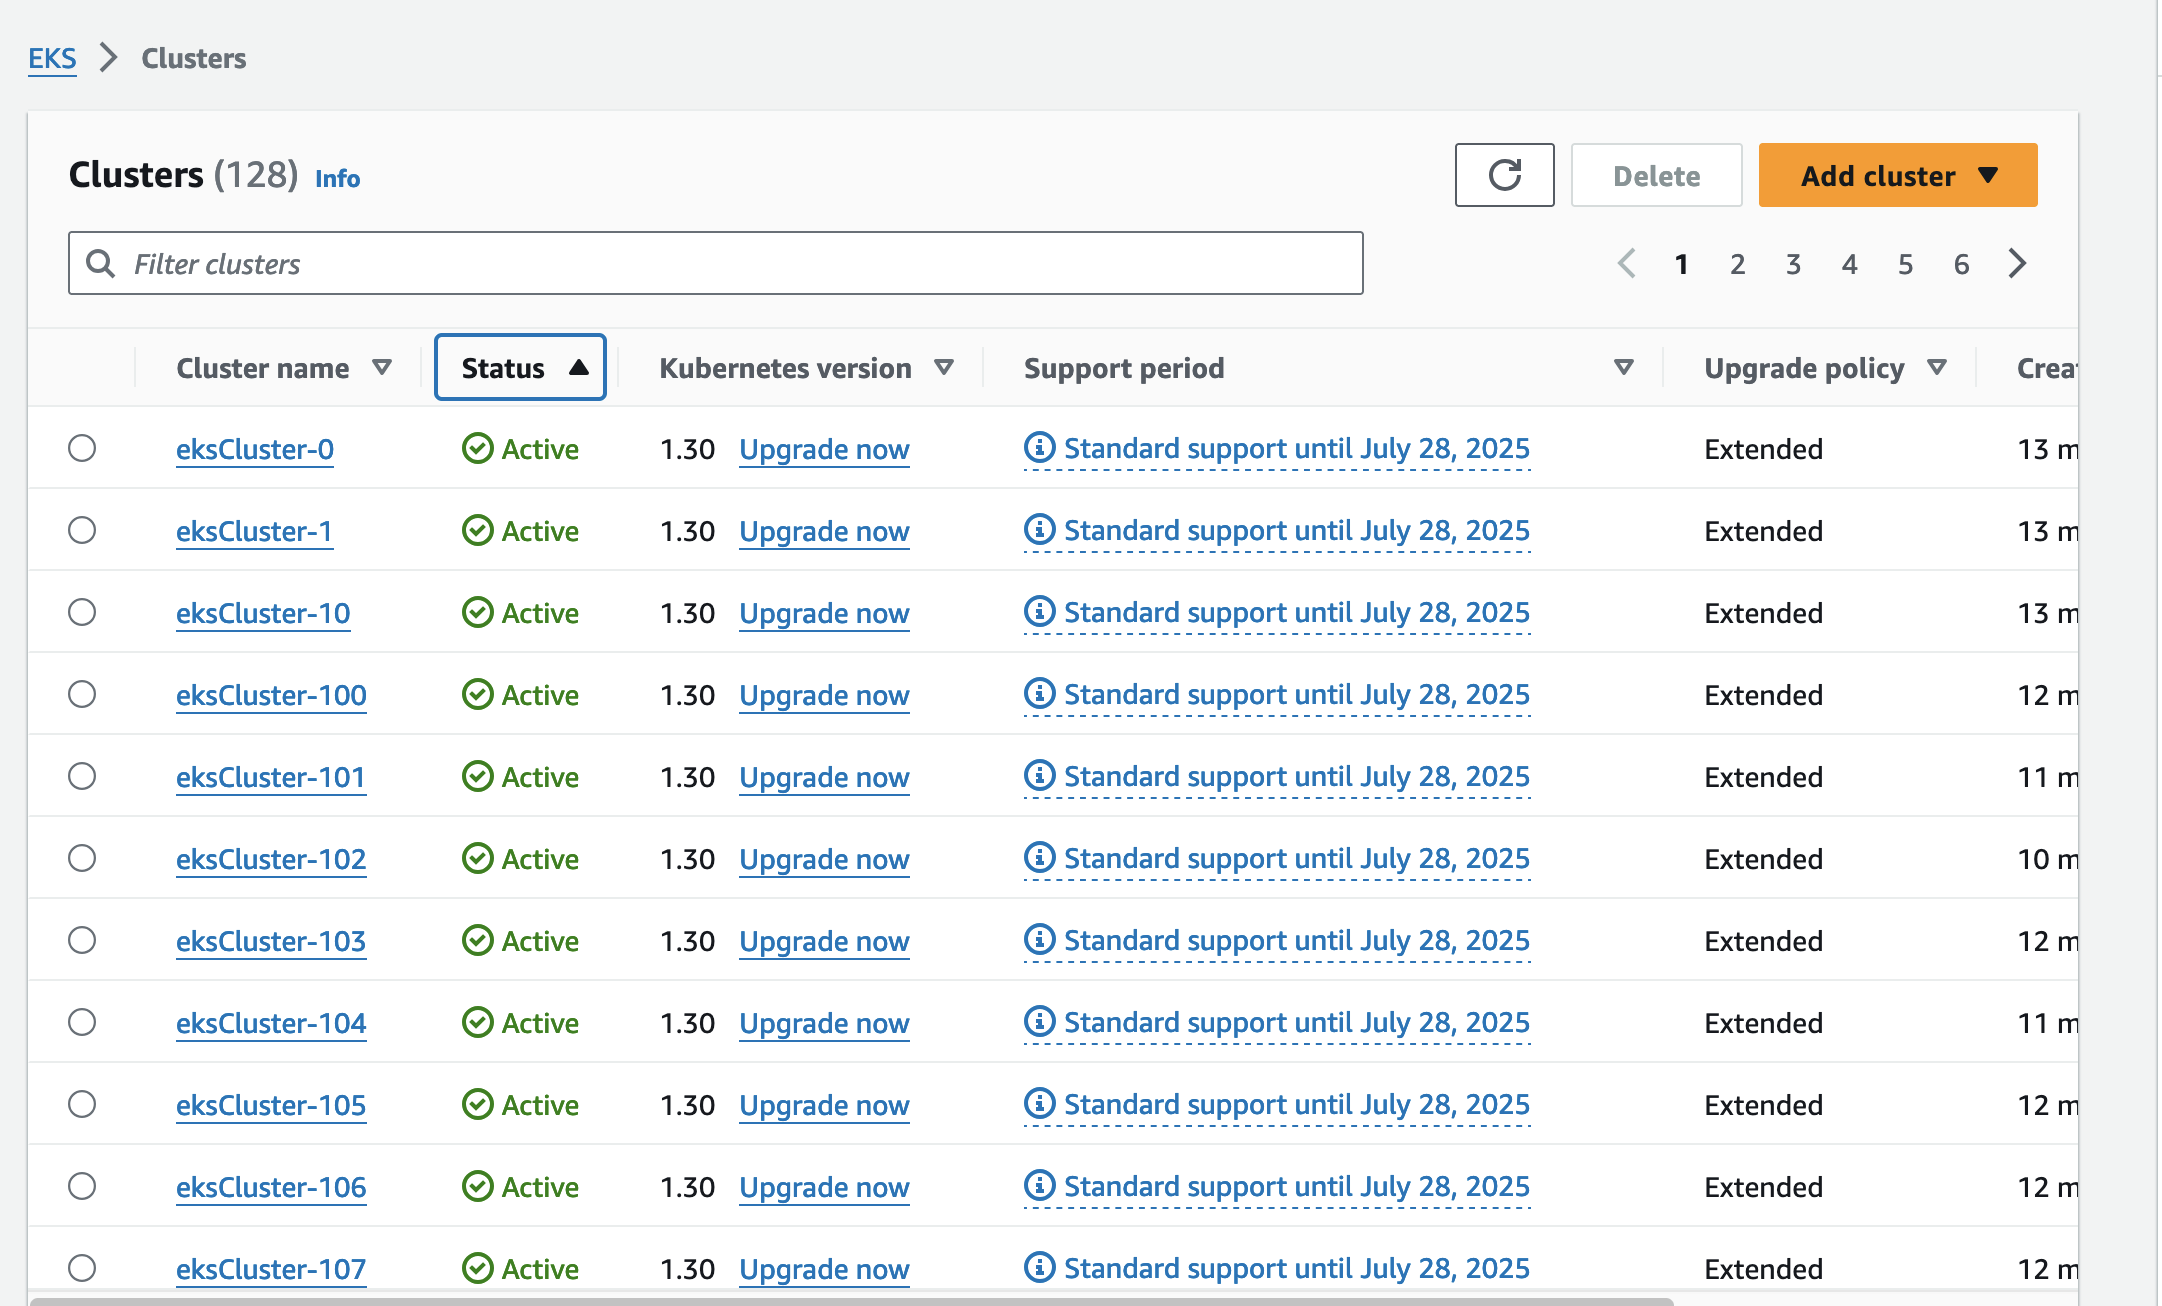 EKS > Clusters
Clusters (128) Info
Delete
Add cluster
Filter clusters
1 2 3 4 5 6
Cluster name Status Kubernetes version Support period Upgrade policy Crea
eksCluster-0 Active 1.30 Upgrade now Standard support until July 28, 2025 Extended 13 m
eksCluster-1 Active 1.30 Upgrade now Standard support until July 28, 2025 Extended 13 m
eksCluster-10 Active 1.30 Upgrade now Standard support until July 28, 2025 Extended 13 m
eksCluster-100 Active 1.30 Upgrade now Standard support until July 28, 2025 Extended 12 m
eksCluster-101 Active 1.30 Upgrade now Standard support until July 28, 2025 Extended 11 m
eksCluster-102 Active 1.30 Upgrade now Standard support until July 28, 2025 Extended 10 m
eksCluster-103 Active 1.30 Upgrade now Standard support until July 28, 2025 Extended 12 m
eksCluster-104 Active 1.30 Upgrade now Standard support until July 28, 2025 Extended 11 m
eksCluster-105 Active 1.30 Upgrade now Standard support until July 28, 2025 Extended 12 m
eksCluster-106 Active 1.30 Upgrade now Standard support until July 28, 2025 Extended 12 m
eksCluster-107 Active 1.30 Upgrade now Standard support until July 28, 2025 Extended 12 m